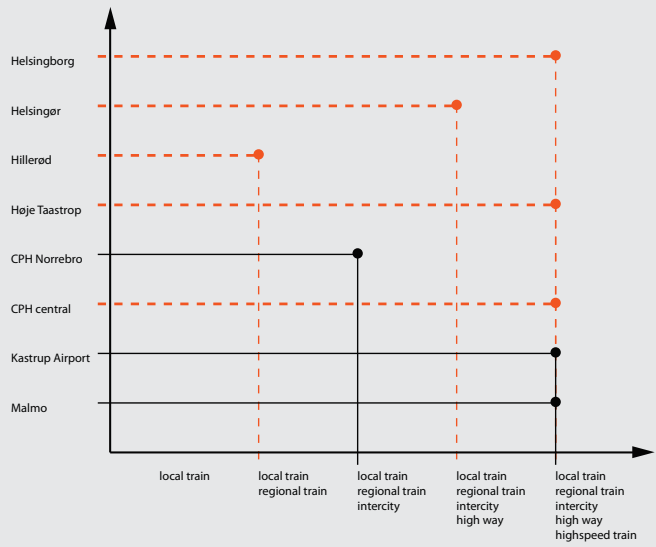 Helsingborg
Helsingør
Hillerød
Høje Taastrop
CPH Norrebro
CPH central
Kastrup Airport
Malmo
local train
local train
regional train
local train
regional train
intercity
local train
regional train
intercity
high way
local train
regional train
intercity
high way
highspeed train